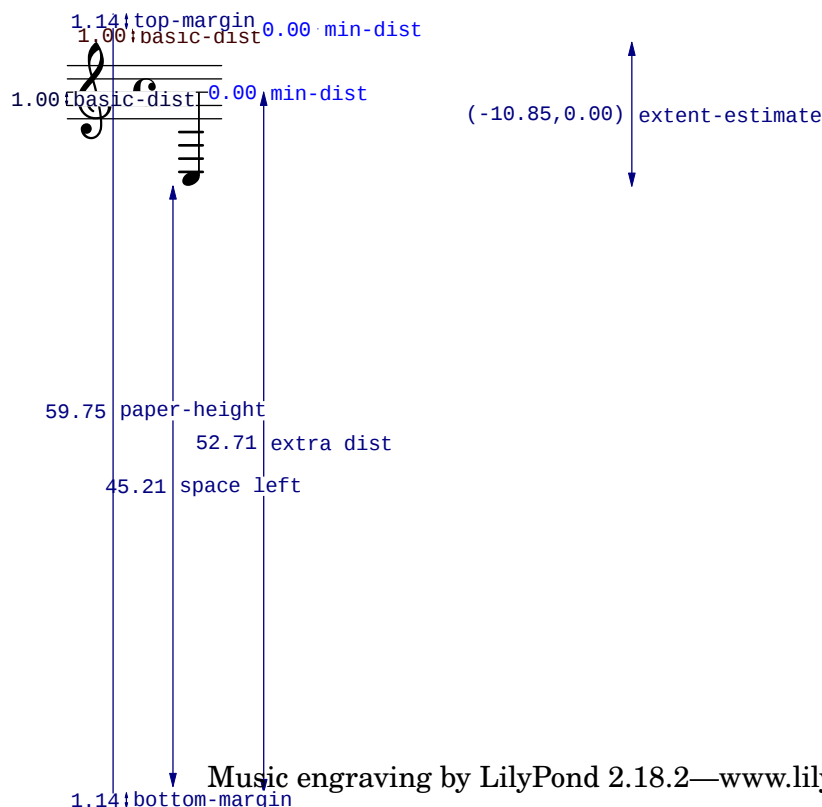 1.14 top-margin
1.00 basic-dist 0.00 min-dist
1.00 basic-dist 0.00 min-dist
(-10.85,0.00) extent-estimate
59.75 paper-height
52.71 extra dist
45.21 space left
Music engraving by LilyPond 2.18.2—www.lily
1.14 bottom-margin